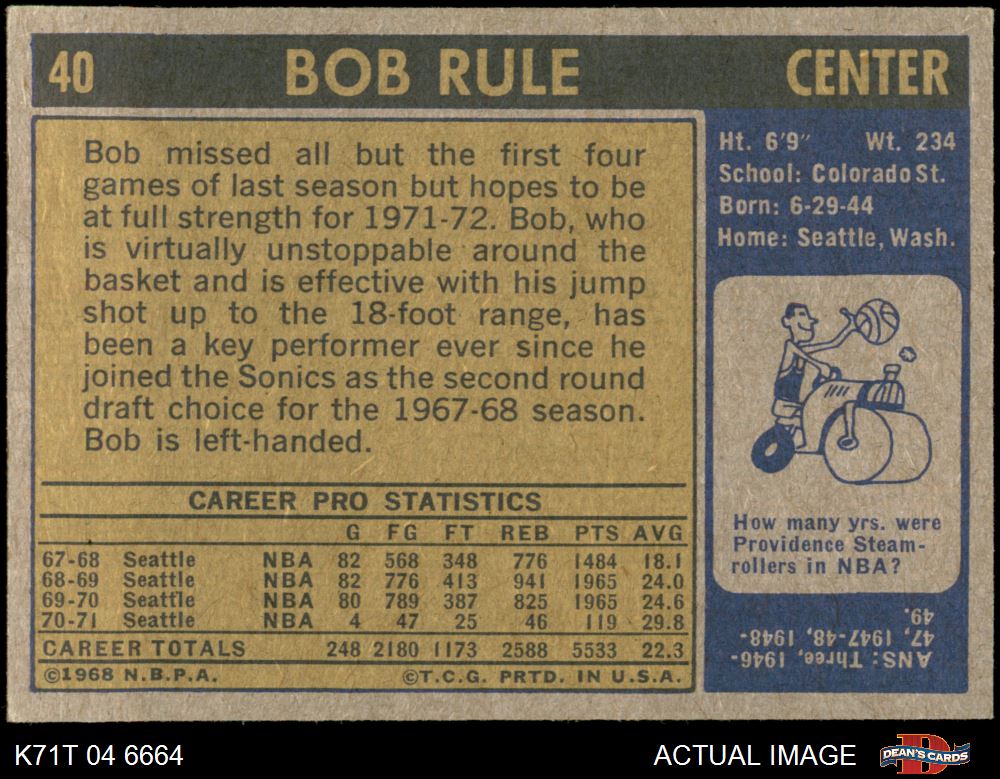 40 BOB RULE CENTER
Bob missed all but the first four
games of last season but hopes to be
at full strength for 1971-72. Bob, who
is virtually unstoppable around the
basket and is effective with his jump
shot up to the 18-foot range, has
been a key performer ever since he
joined the Sonics as the second round
draft choice for the 1967-68 season.
Bob is left-handed.
CAREER PRO STATISTICS
G FG FT REB PTS AVG
67-68 Seattle NBA 82 568 348 776 1484 18.1
68-69 Seattle NBA 82 776 413 941 1965 24.0
69-70 Seattle NBA 80 789 387 825 1965 24.6
70-71 Seattle NBA 4 47 25 46 119 29.8
CAREER TOTALS 248 2180 1173 2588 5533 22.3
©1968 N.B.P.A. ©T.C.G. PRTD. IN U.S.A.
Ht. 6'9" Wt. 234
School: Colorado St.
Born: 6-29-44
Home: Seattle, Wash.
How many yrs. were
Providence Steam-
rollers in NBA?
ANS: Three, 1946-
47, 1947-48, 1948-
49.
K71T 04 6664 ACTUAL IMAGE DEAN'S CARDS